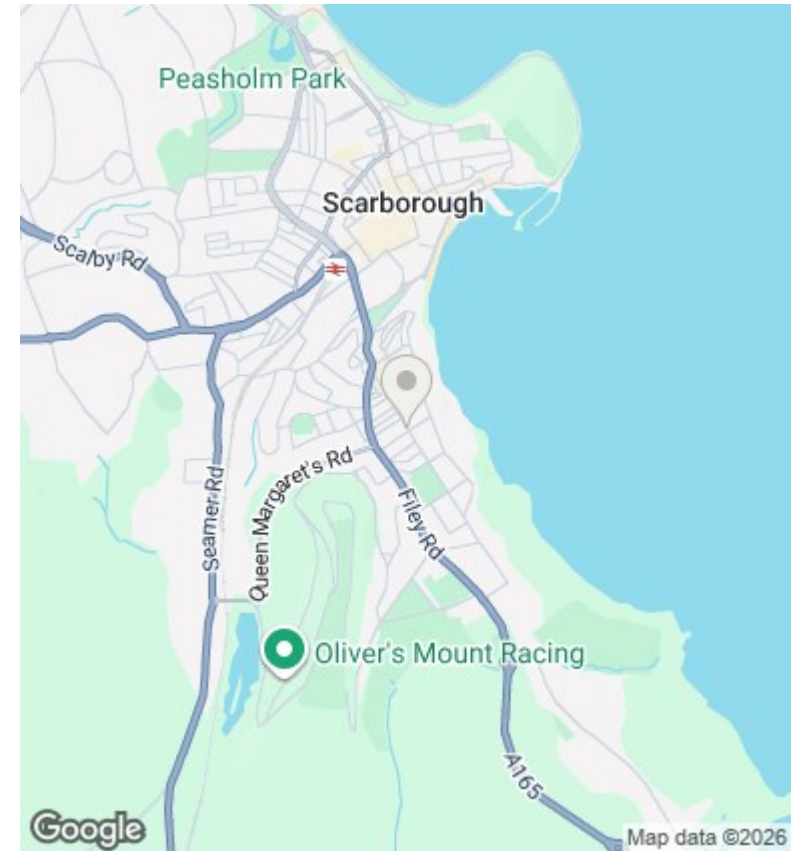 Peasholm Park
Scarborough
Scalby Rd
Queen Margaret's Rd
Seamer Rd
Filey Rd
Oliver's Mount Racing
A165
Google
Map data ©2026